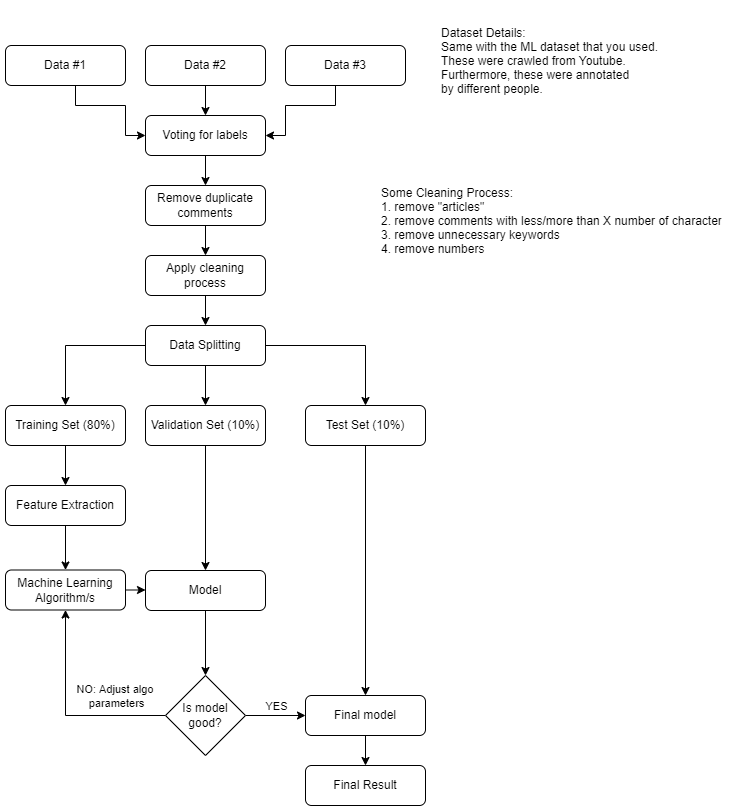 Dataset Details:
Same with the ML dataset that you used.
These were crawled from Youtube.
Furthermore, these were annotated
by different people.
Data #1
Data #2
Data #3
Voting for labels
Remove duplicate
comments
Some Cleaning Process:
1. remove "articles"
2. remove comments with less/more than X number of character
3. remove unnecessary keywords
4. remove numbers
Apply cleaning
process
Data Splitting
Training Set (80%)
Validation Set (10%)
Test Set (10%)
Feature Extraction
Machine Learning
Algorithm/s
Model
NO: Adjust algo
parameters
Is model
good?
YES
Final model
Final Result